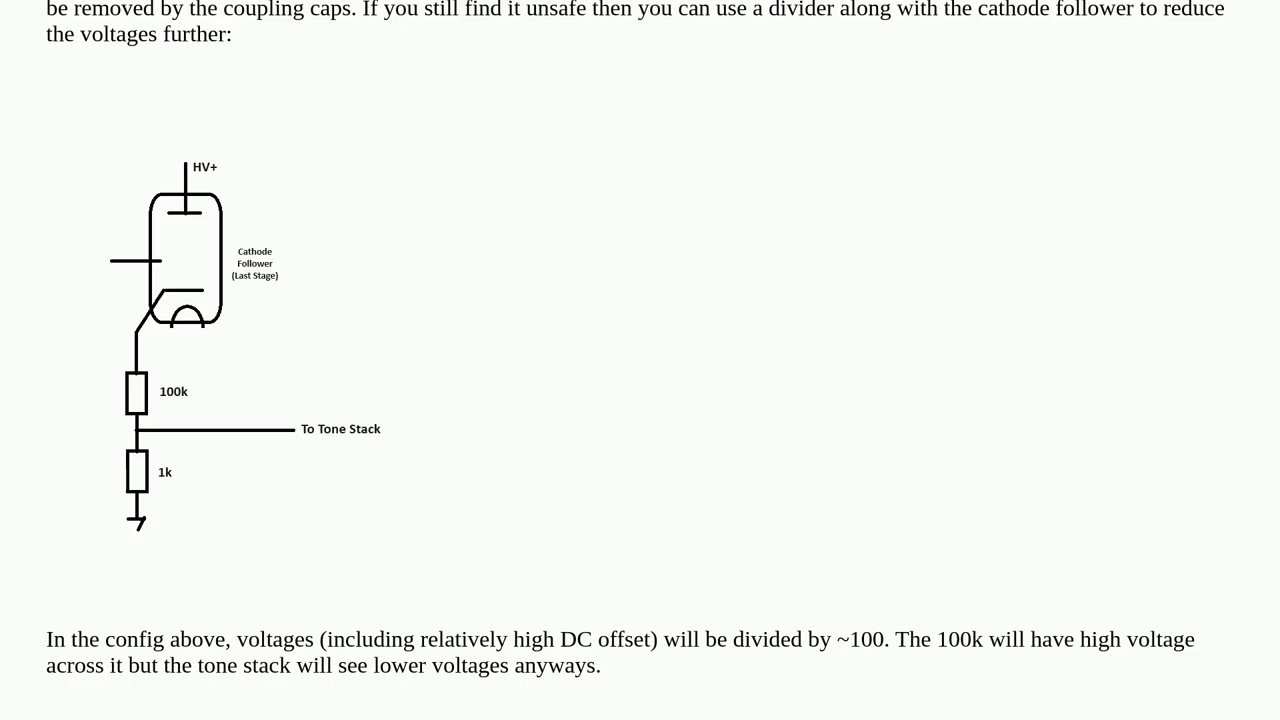 be removed by the coupling caps. If you still find it unsafe then you can use a divider along with the cathode follower to reduce
the voltages further:
HV+
Cathode
Follower
(Last Stage)
100k
To Tone Stack
1k
In the config above, voltages (including relatively high DC offset) will be divided by ~100. The 100k will have high voltage
across it but the tone stack will see lower voltages anyways.